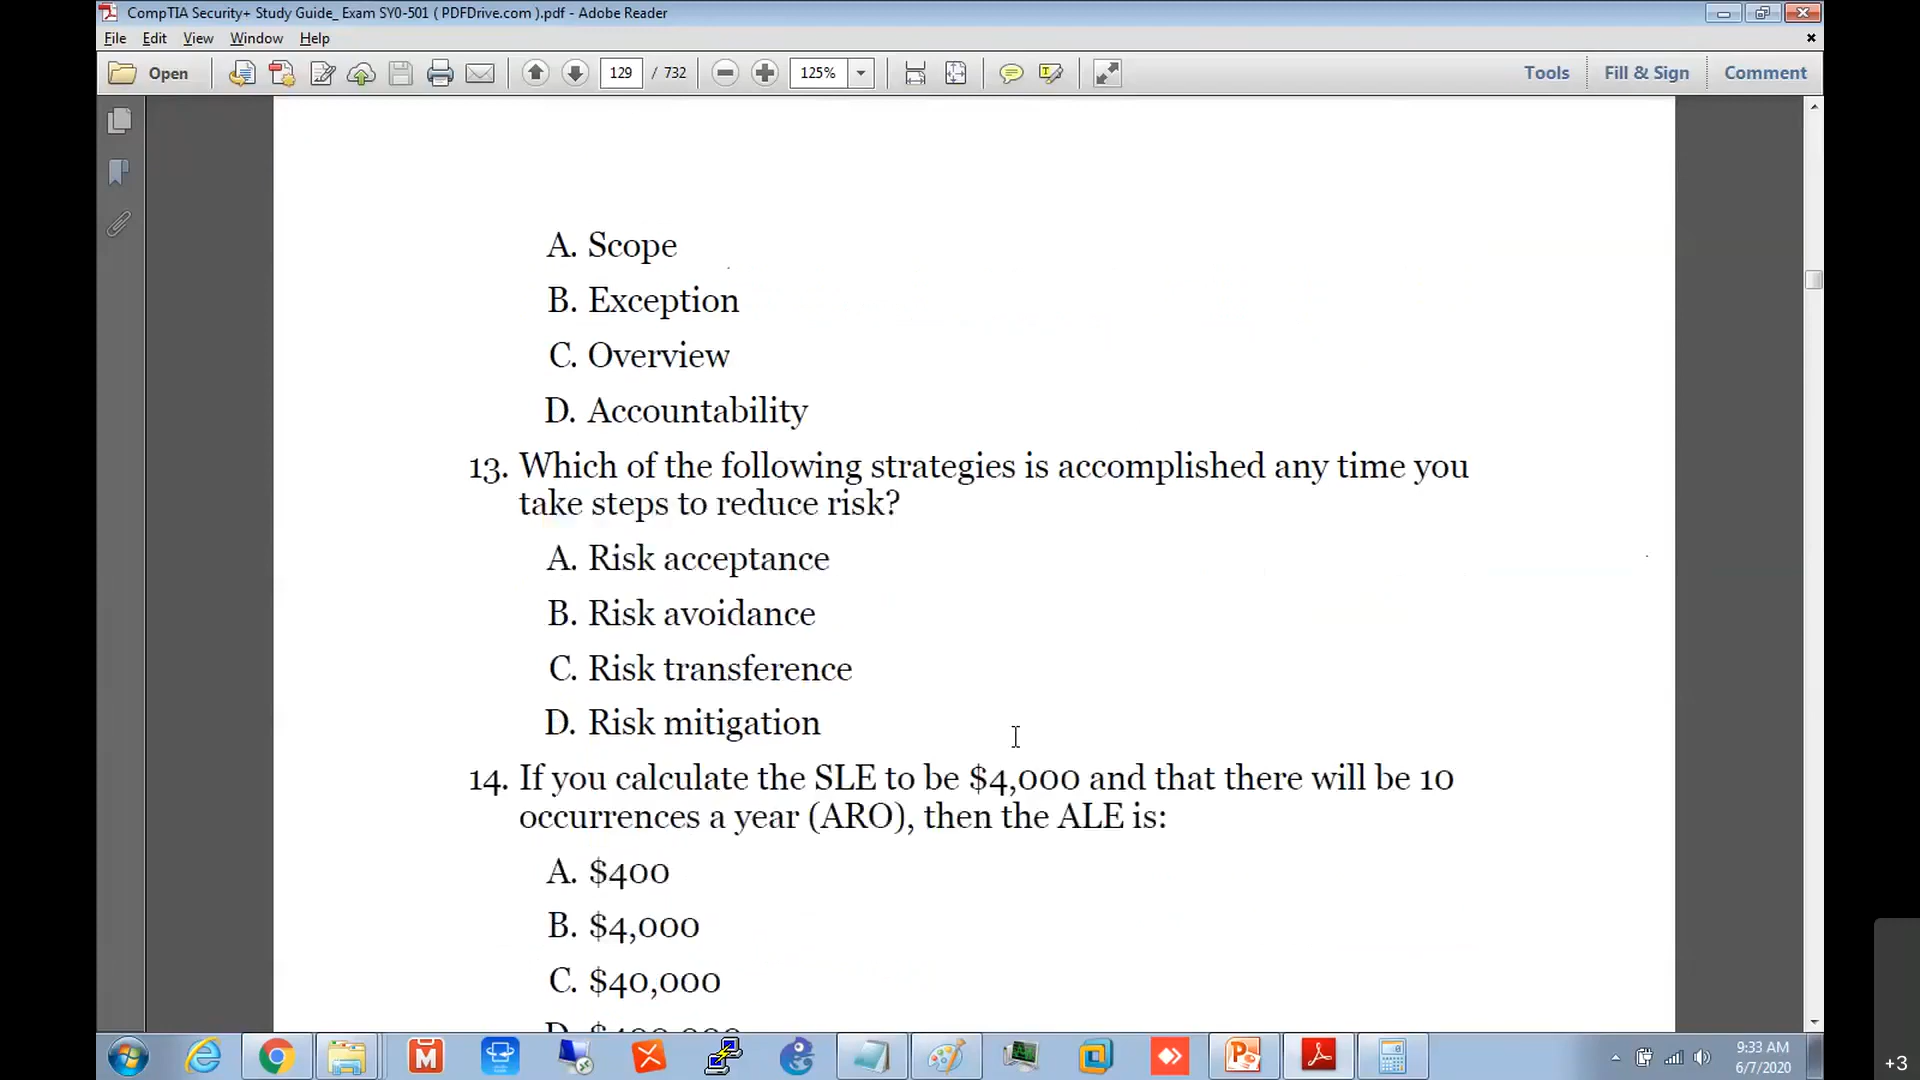 CompTIA Security+ Study Guide_ Exam SY0-501 ( PDFDrive.com ).pdf - Adobe Reader
File Edit View Window Help
Open 129 / 732 125% Tools Fill & Sign Comment
A. Scope
B. Exception
C. Overview
D. Accountability
13. Which of the following strategies is accomplished any time you
take steps to reduce risk?
A. Risk acceptance
B. Risk avoidance
C. Risk transference
D. Risk mitigation
14. If you calculate the SLE to be $4,000 and that there will be 10
occurrences a year (ARO), then the ALE is:
A. $400
B. $4,000
C. $40,000
9:33 AM
6/7/2020
+3